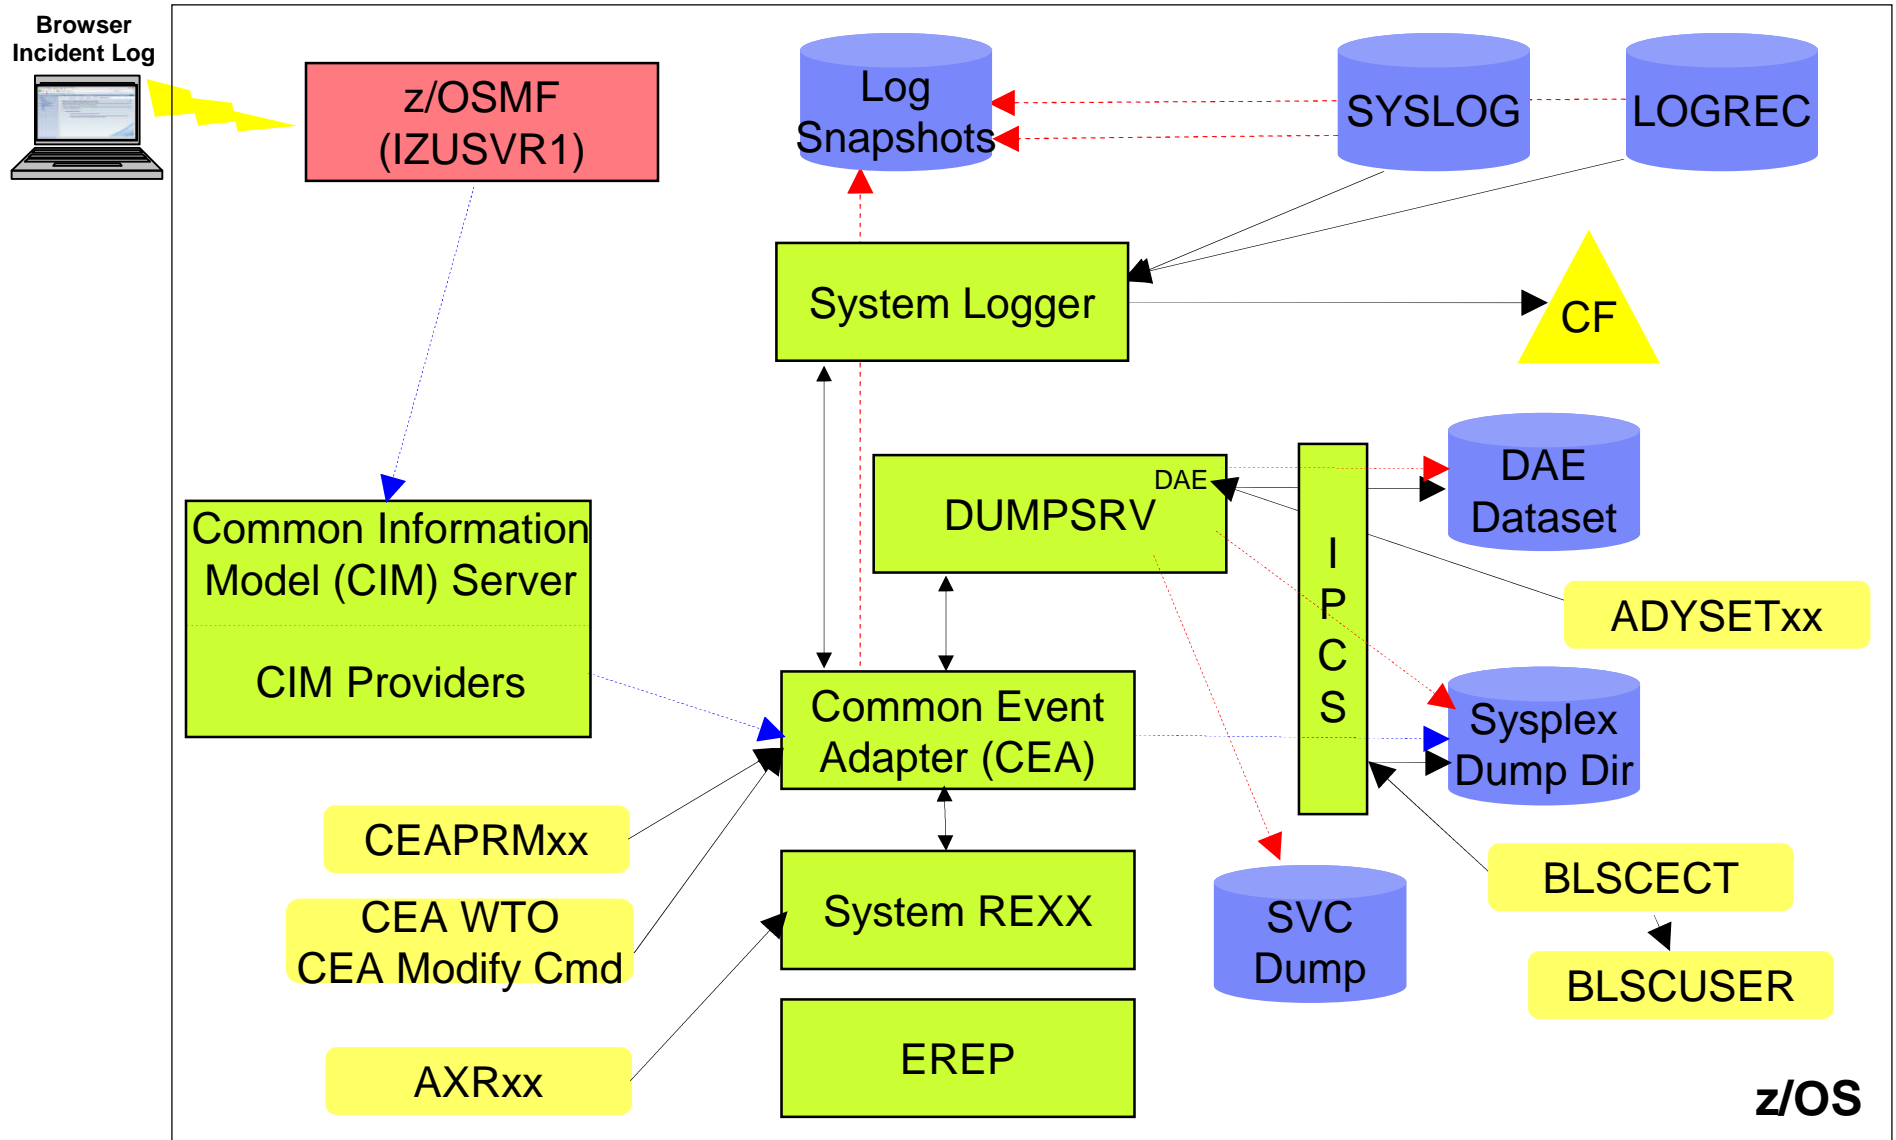 Browser
Incident Log
z/OSMF
(IZUSVR1)
Log
Snapshots
SYSLOG
LOGREC
System Logger
CF
DAE
DUMPSRV
DAE
Dataset
I
P
C
S
ADYSETxx
Common Information
Model (CIM) Server
CIM Providers
Common Event
Adapter (CEA)
Sysplex
Dump Dir
CEAPRMxx
CEA WTO
CEA Modify Cmd
System REXX
SVC
Dump
BLSCECT
BLSCUSER
AXRxx
EREP
z/OS